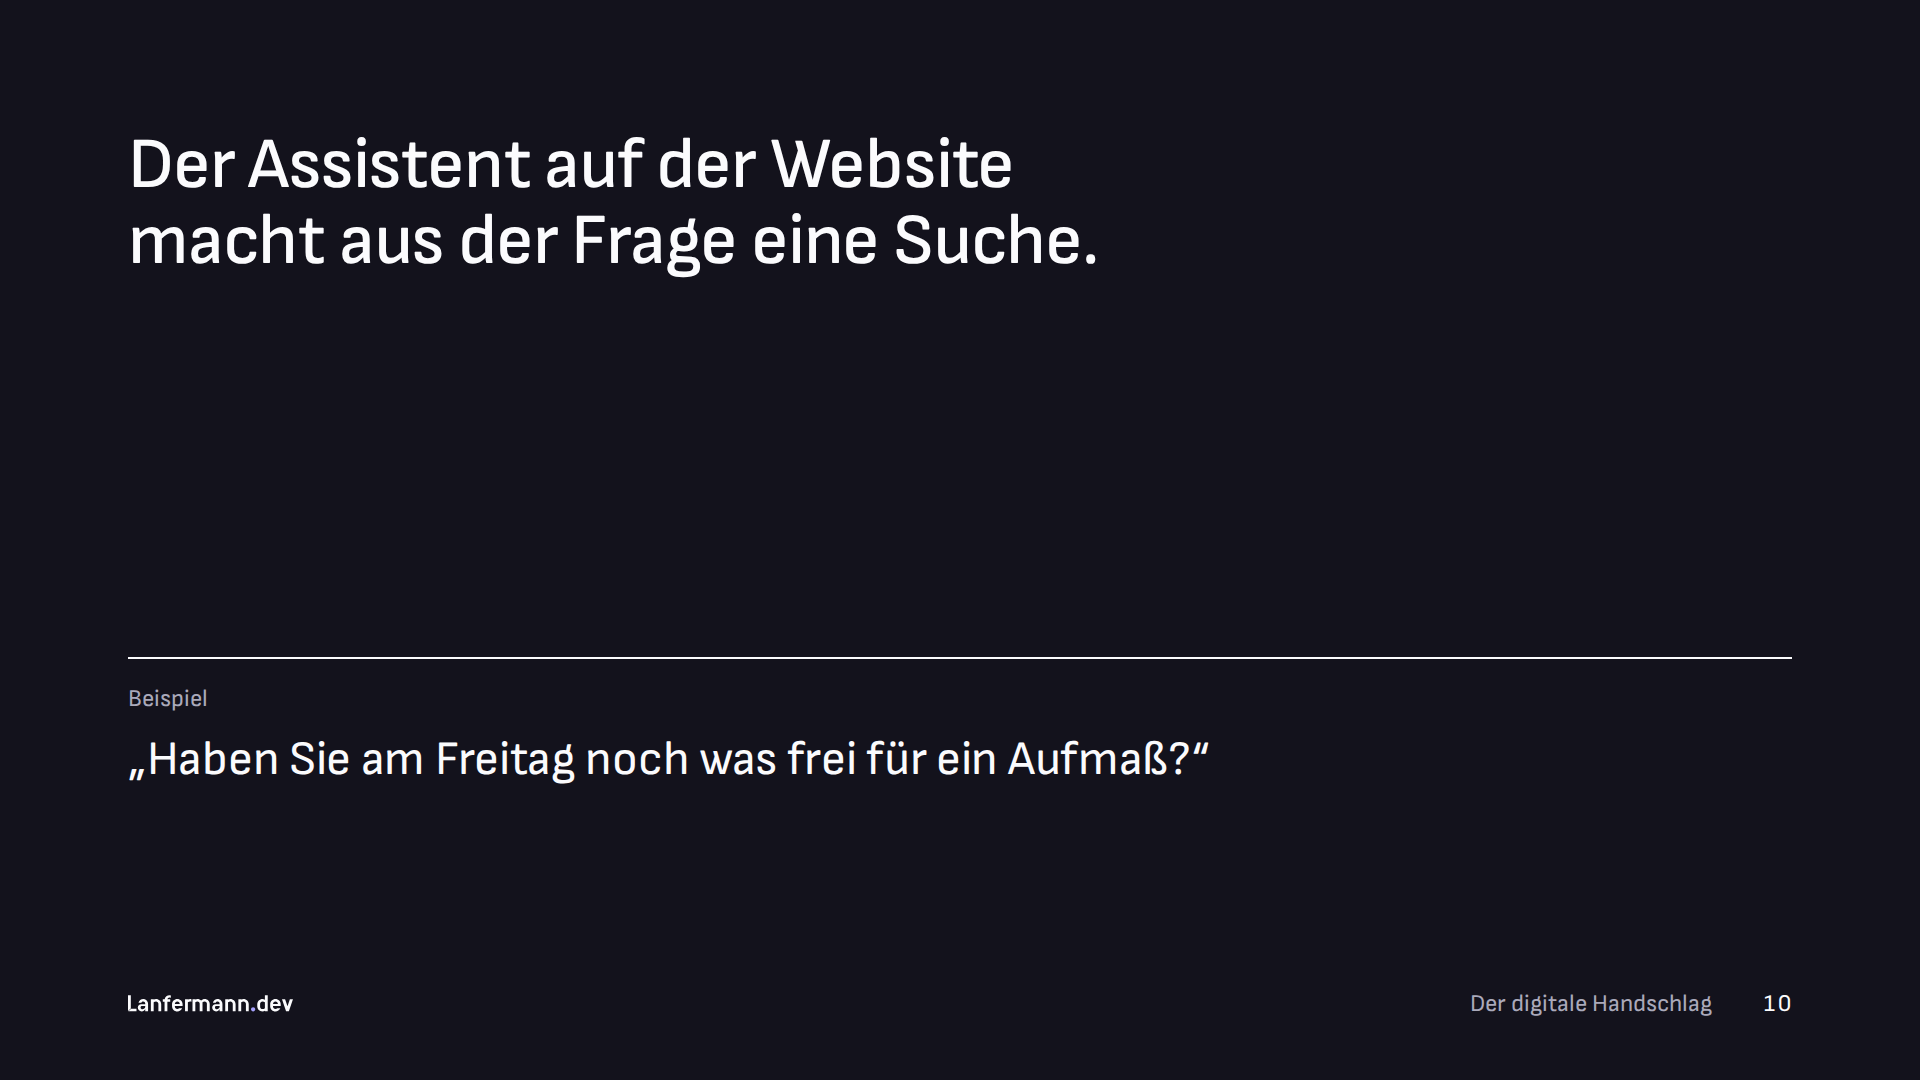 Der Assistent auf der Website
macht aus der Frage eine Suche.
Beispiel
„Haben Sie am Freitag noch was frei für ein Aufmaß?“
Lanfermann.dev
Der digitale Handschlag 10